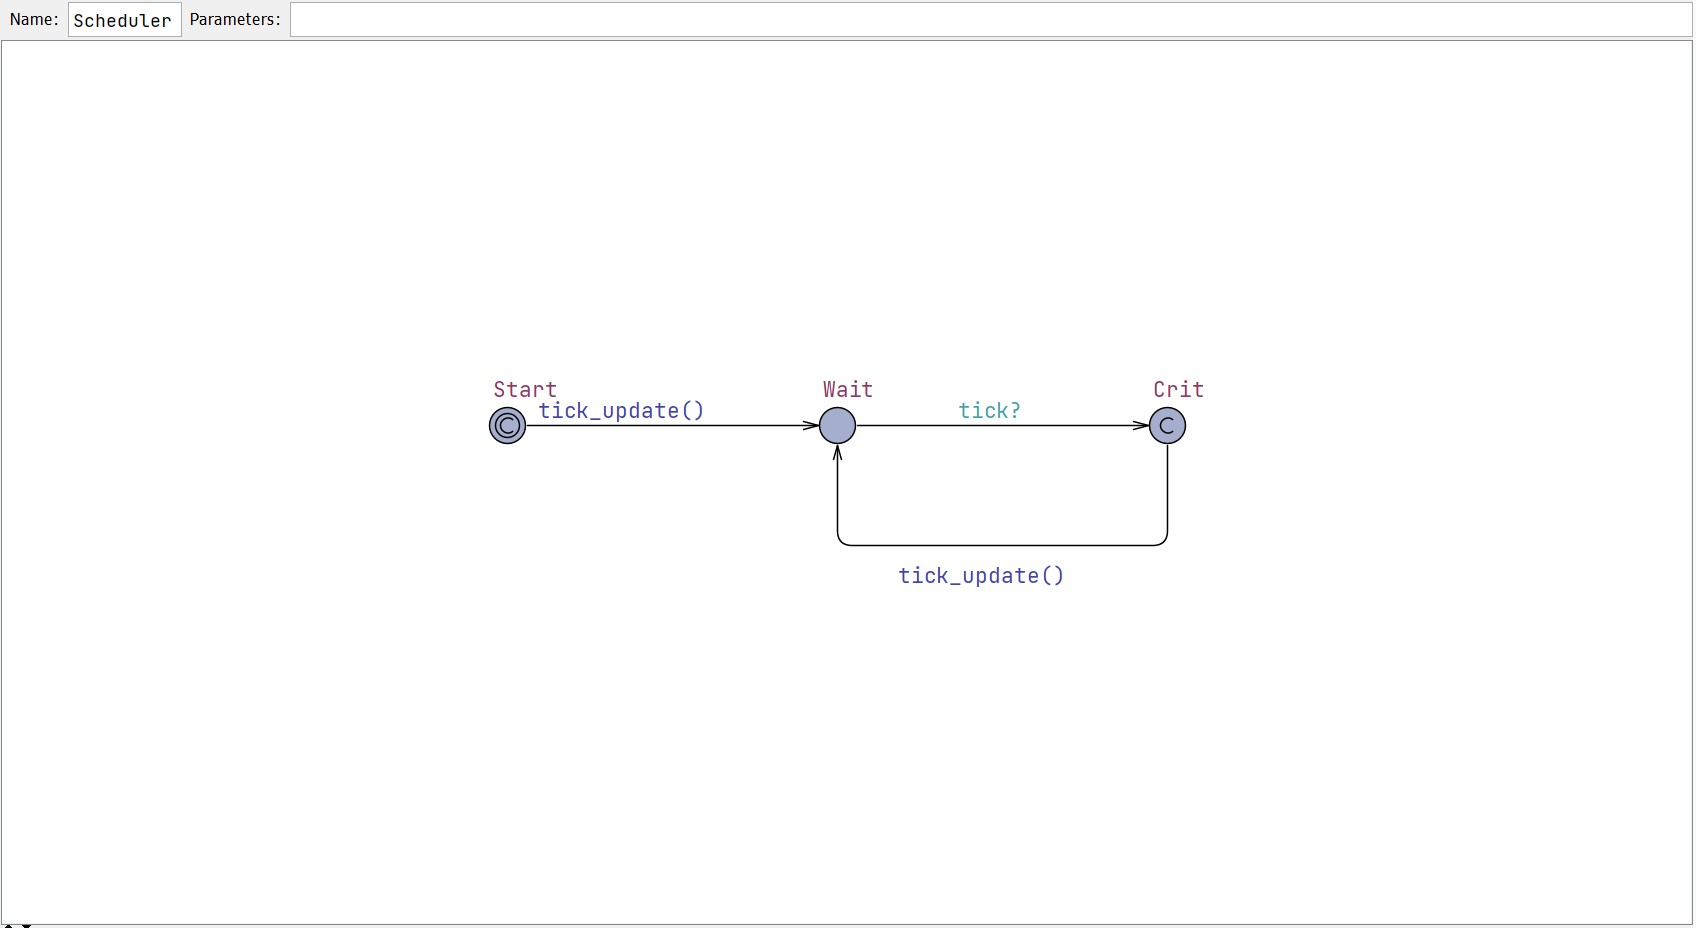 Name: Scheduler Parameters:
Start Wait Crit
tick_update() tick?
C C
tick_update()